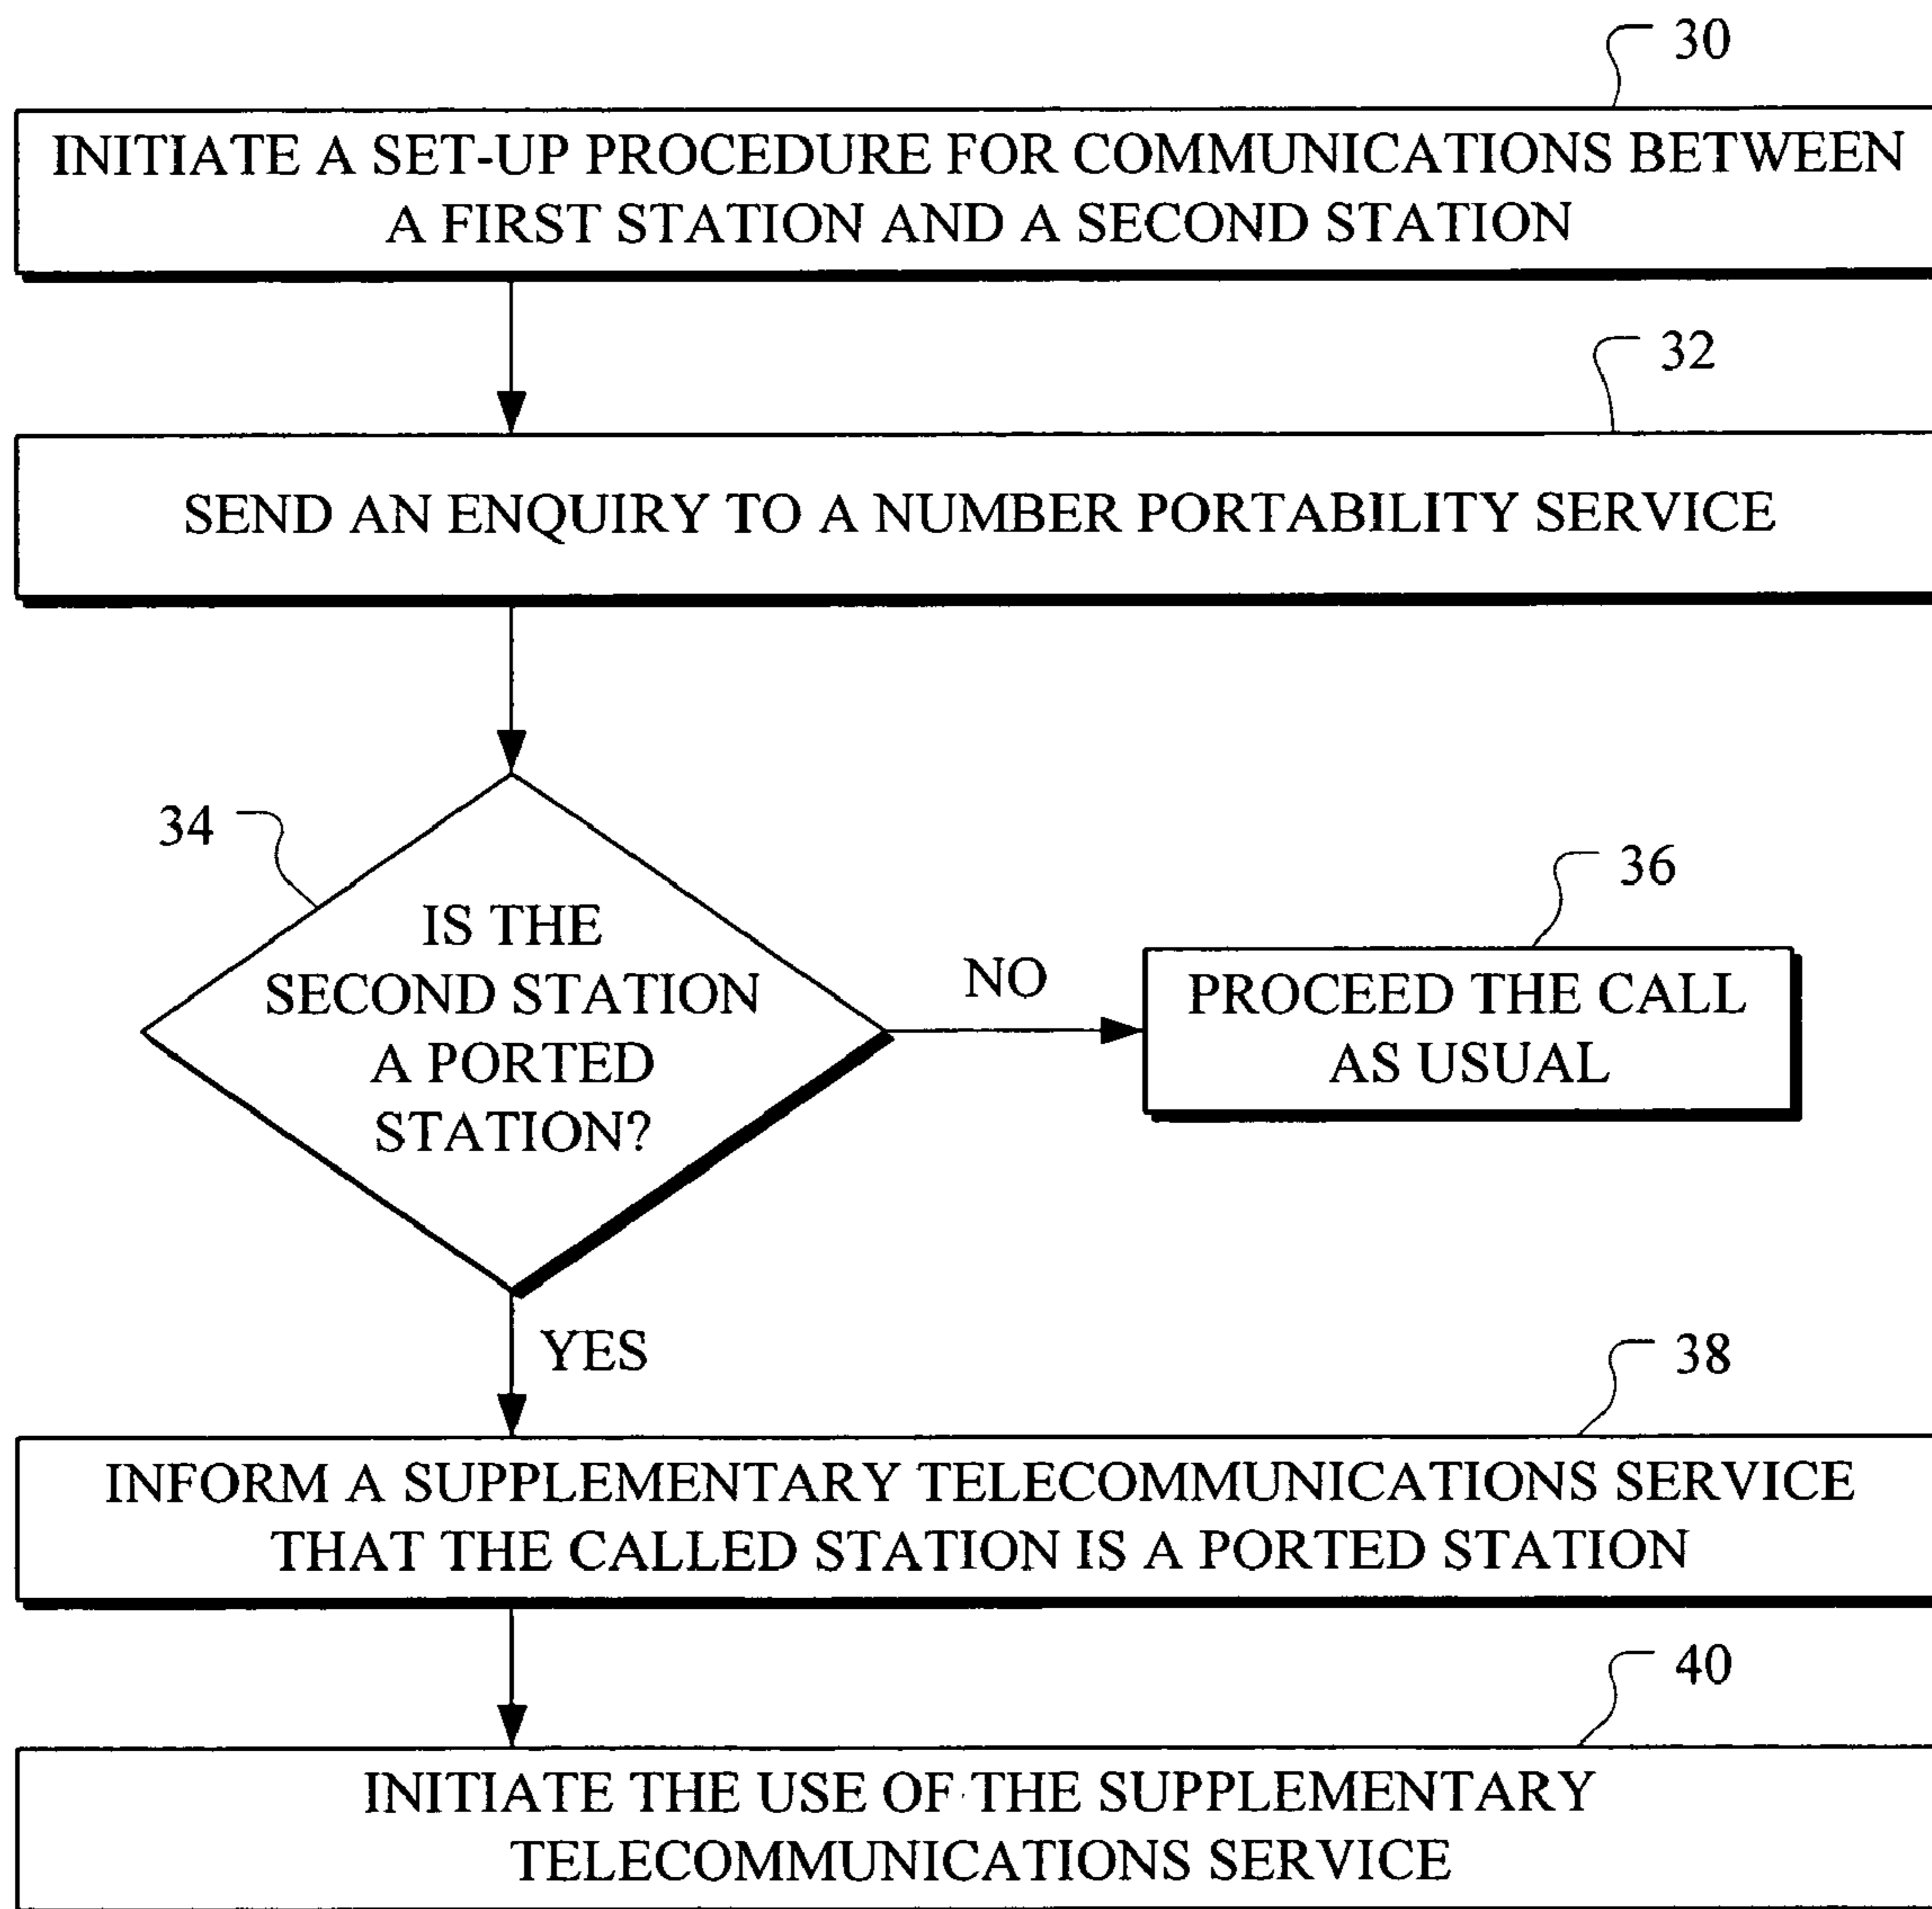 30
INITIATE A SET-UP PROCEDURE FOR COMMUNICATIONS BETWEEN
A FIRST STATION AND A SECOND STATION
32
SEND AN ENQUIRY TO A NUMBER PORTABILITY SERVICE
34
IS THE
SECOND STATION
A PORTED
STATION?
NO
36
PROCEED THE CALL
AS USUAL
YES
38
INFORM A SUPPLEMENTARY TELECOMMUNICATIONS SERVICE
THAT THE CALLED STATION IS A PORTED STATION
40
INITIATE THE USE OF THE SUPPLEMENTARY
TELECOMMUNICATIONS SERVICE